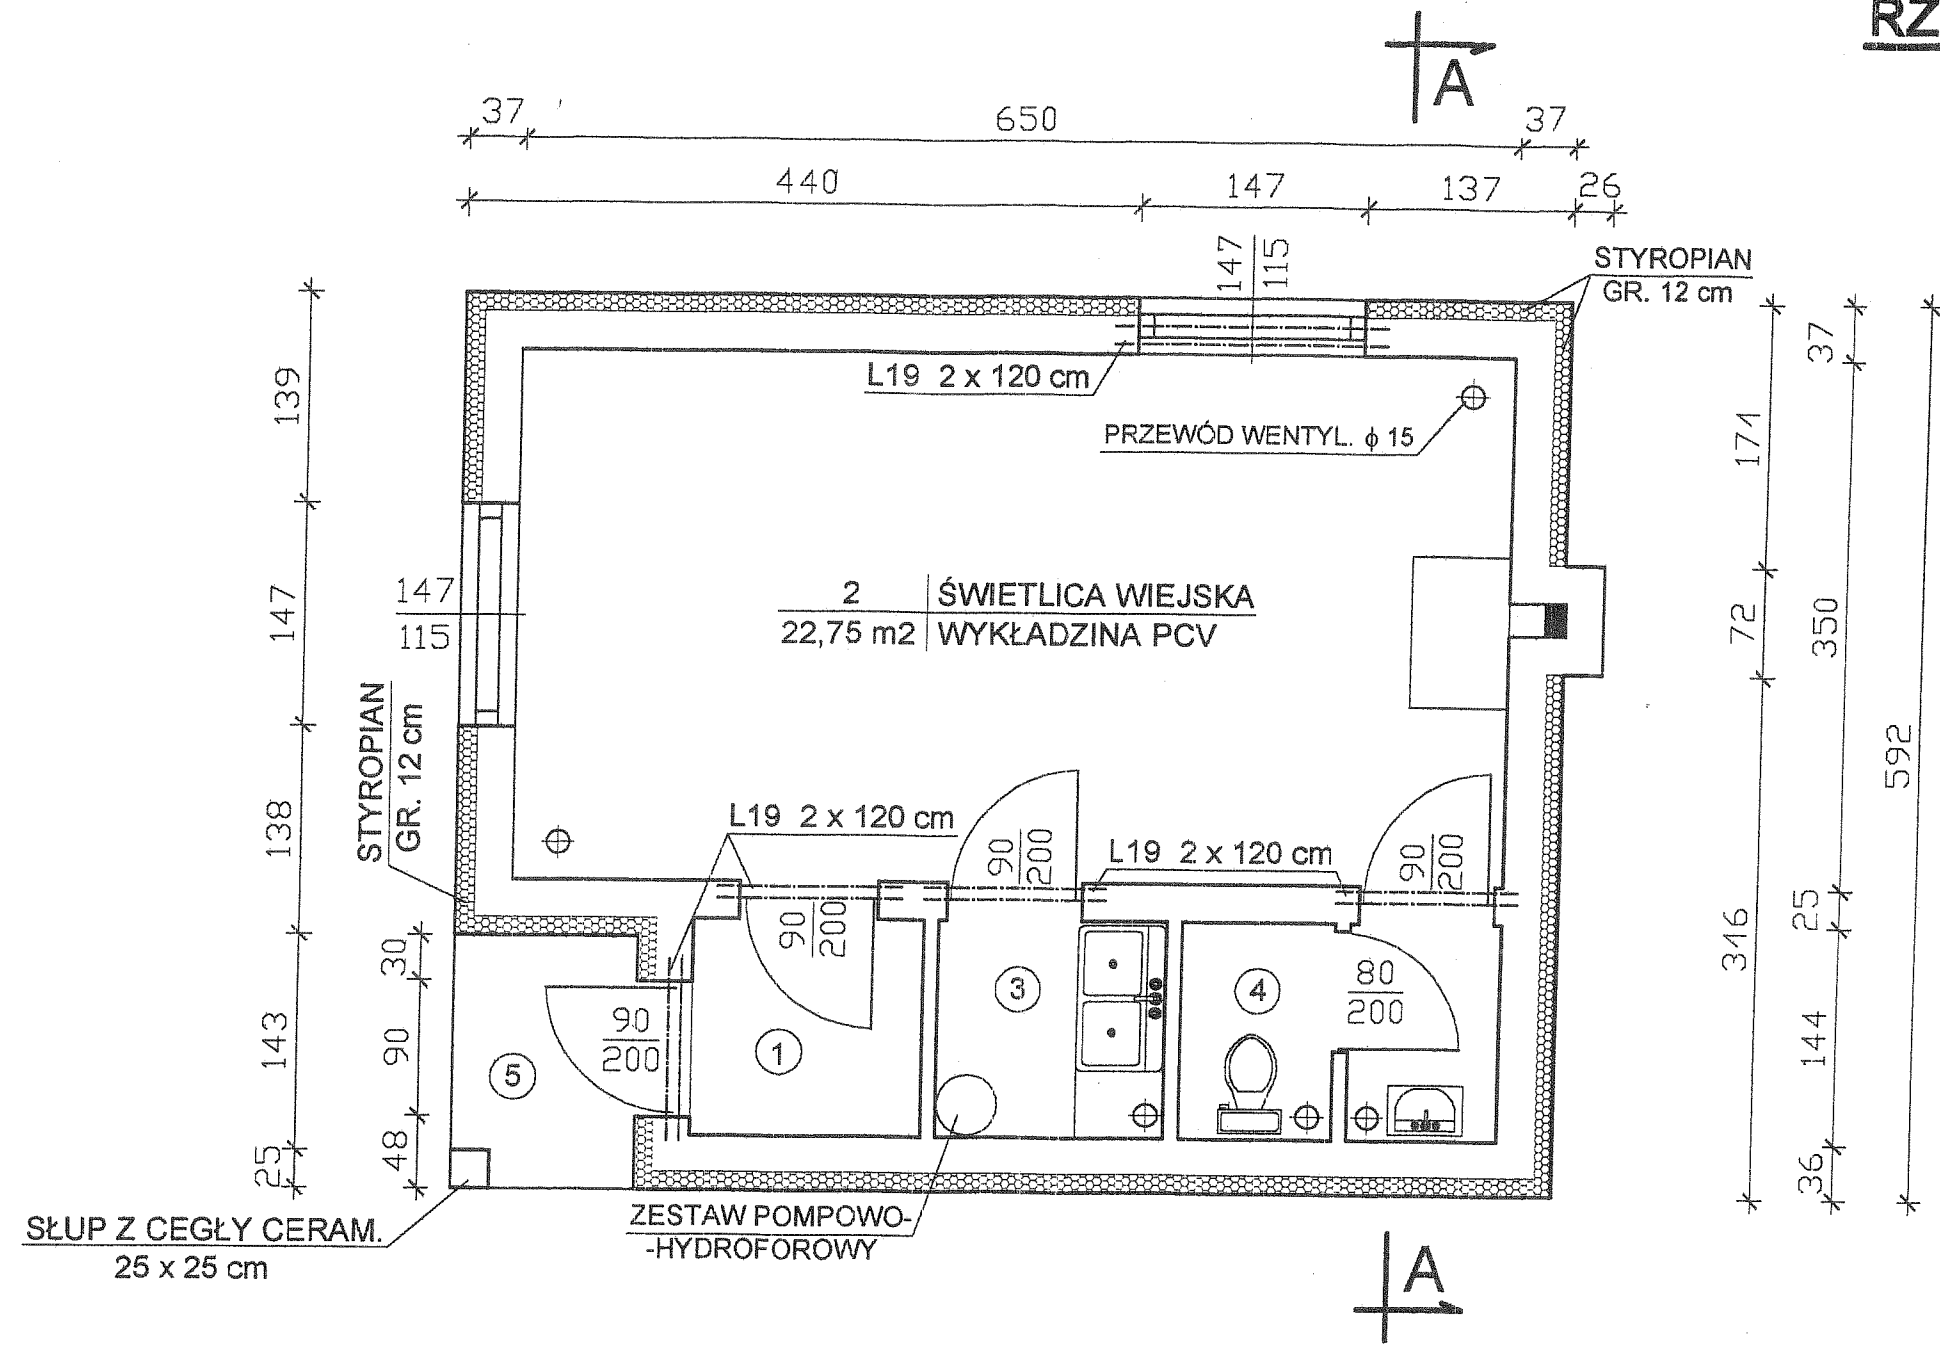 RZ
A
37 650 37
440 147 137 26
147
115
STYROPIAN
GR. 12 cm
L19 2 x 120 cm
PRZEWÓD WENTYL. ϕ 15
139
147
138
143
25
147
115
2 ŚWIETLICA WIEJSKA
22,75 m2 WYKŁADZINA PCV
37
174
72
350
592
STYROPIAN
GR. 12 cm
L19 2 x 120 cm
90
200
L19 2 x 120 cm
90
200
90
200
346
25
144
36
30
90
48
5
90
200
1
3
4
80
200
SŁUP Z CEGŁY CERAM.
25 x 25 cm
ZESTAW POMPOWO-
-HYDROFOROWY
A